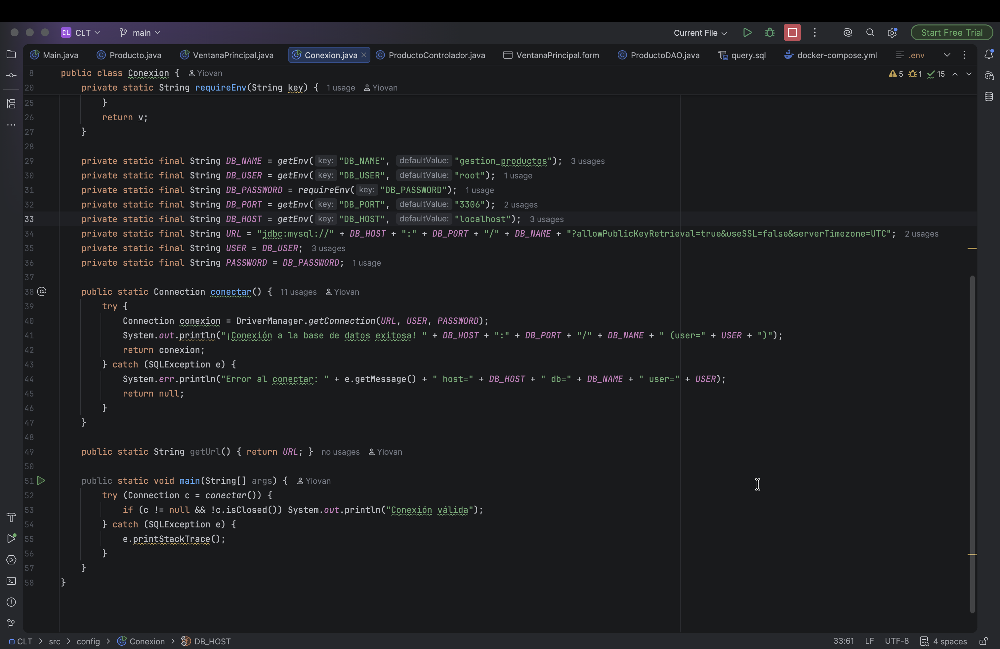 CL CLT main Current File Start Free Trial
Main.java Producto.java VentanaPrincipal.java Conexion.java ProductoControlador.java VentanaPrincipal.form ProductoDAO.java query.sql docker-compose.yml .env
8 public class Conexion { Yiovan 5 1 15
20 private static String requireEnv(String key) { 1 usage Yiovan
25 }
26 return v;
27 }
28
29 private static final String DB_NAME = getEnv( key: "DB_NAME", defaultValue: "gestion_productos"); 3 usages
30 private static final String DB_USER = getEnv( key: "DB_USER", defaultValue: "root"); 1 usage
31 private static final String DB_PASSWORD = requireEnv( key: "DB_PASSWORD"); 1 usage
32 private static final String DB_PORT = getEnv( key: "DB_PORT", defaultValue: "3306"); 2 usages
33 private static final String DB_HOST = getEnv( key: "DB_HOST", defaultValue: "localhost"); 3 usages
34 private static final String URL = "jdbc:mysql://" + DB_HOST + ":" + DB_PORT + "/" + DB_NAME + "?allowPublicKeyRetrieval=true&useSSL=false&serverTimezone=UTC"; 2 usages
35 private static final String USER = DB_USER; 3 usages
36 private static final String PASSWORD = DB_PASSWORD; 1 usage
37
38 public static Connection conectar() { 11 usages Yiovan
39 try {
40 Connection conexion = DriverManager.getConnection(URL, USER, PASSWORD);
41 System.out.println("¡Conexión a la base de datos exitosa! " + DB_HOST + ":" + DB_PORT + "/" + DB_NAME + " (user=" + USER + ")");
42 return conexion;
43 } catch (SQLException e) {
44 System.err.println("Error al conectar: " + e.getMessage() + " host=" + DB_HOST + " db=" + DB_NAME + " user=" + USER);
45 return null;
46 }
47 }
48
49 public static String getUrl() { return URL; } no usages Yiovan
50
51 public static void main(String[] args) { Yiovan
52 try (Connection c = conectar()) {
53 if (c != null && !c.isClosed()) System.out.println("Conexión válida");
54 } catch (SQLException e) {
55 e.printStackTrace();
56 }
57 }
58 }
CLT > src > config > Conexion > DB_HOST 33:61 LF UTF-8 4 spaces